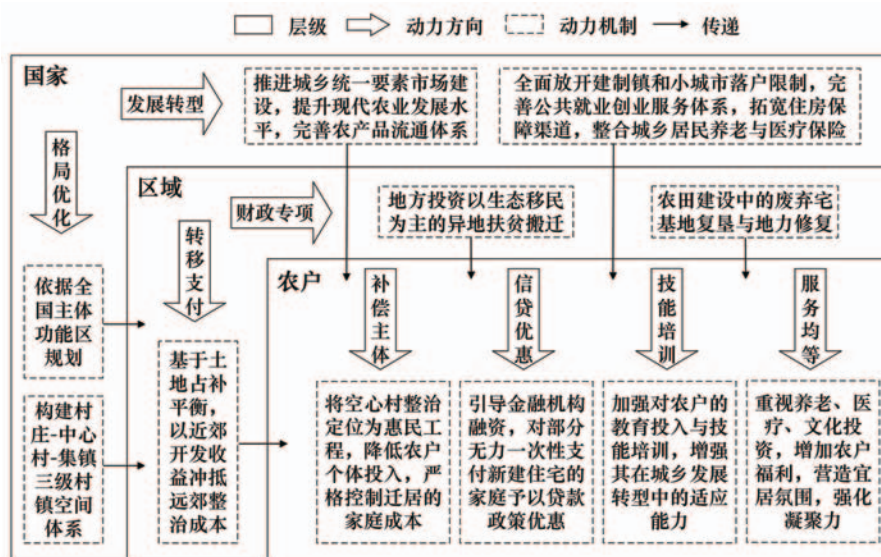 层级
动力方向
动力机制
传递
国家
发展转型
推进城乡统一要素市场建
设，提升现代农业发展水
平，完善农产品流通体系
全面放开建制镇和小城市落户限制，完
善公共就业创业服务体系，拓宽住房保
障渠道，整合城乡居民养老与医疗保险
格局优化
依据全
国主体
功能区
规划
构建村
庄-中心
村-集镇
三级村
镇空间
体系
区域
财政专项
地方投资以生态移民
为主的异地扶贫搬迁
农田建设中的废弃宅
基地复垦与地力修复
转移支付
基于土
地占补
平衡，
以近郊
开发收
益冲抵
远郊整
治成本
农户
补偿主体
将空心村整治
定位为惠民工
程，降低农户
个体投入，严
格控制迁居的
家庭成本
信贷优惠
引导金融机构
融资，对部分
无力一次性支
付新建住宅的
家庭予以贷款
政策优惠
技能培训
加强对农户的
教育投入与技
能培训，增强
其在城乡发展
转型中的适应
能力
服务均等
重视养老、医
疗、文化投
资，增加农户
福利，营造宜
居氛围，强化
凝聚力